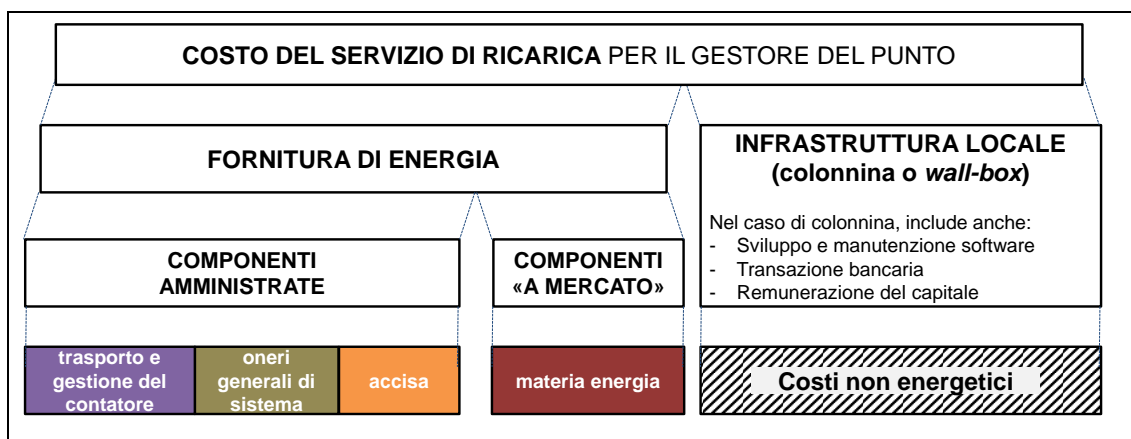 COSTO DEL SERVIZIO DI RICARICA PER IL GESTORE DEL PUNTO
FORNITURA DI ENERGIA
INFRASTRUTTURA LOCALE
(colonnina o wall-box)
Nel caso di colonnina, include anche:
- Sviluppo e manutenzione software
- Transazione bancaria
- Remunerazione del capitale
COMPONENTI
AMMINISTRATE
COMPONENTI
«A MERCATO»
trasporto e
gestione del
contatore
oneri
generali di
sistema
accisa
materia energia
Costi non energetici